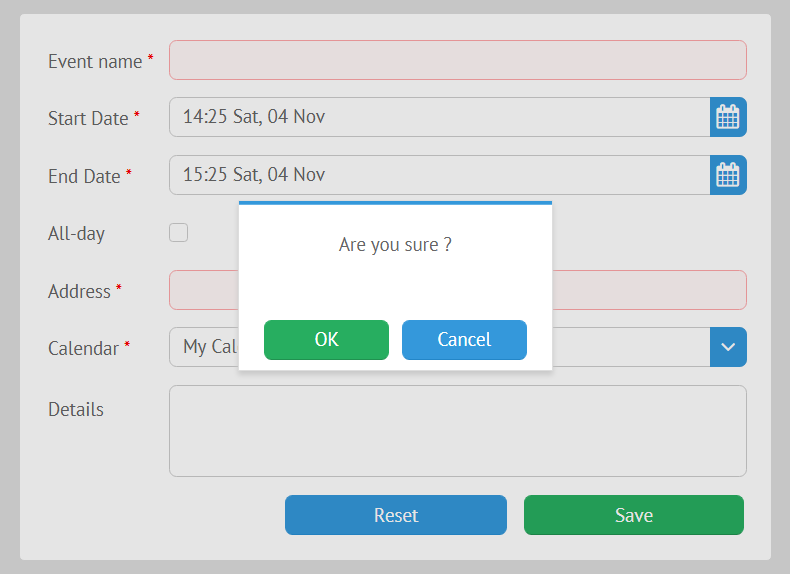 Event name *
Start Date * 14:25 Sat, 04 Nov
End Date * 15:25 Sat, 04 Nov
All-day
Are you sure ?
Address *
OK Cancel
Calendar * My Cal
Details
Reset Save